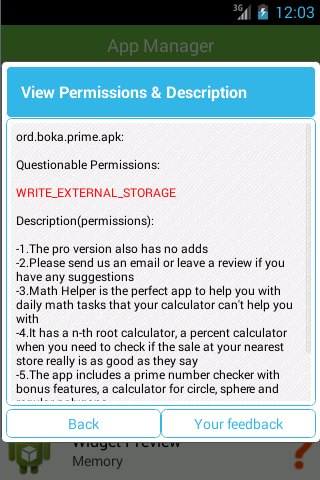 3G 12:03
App Manager
View Permissions & Description
ord.boka.prime.apk:
Questionable Permissions:
WRITE_EXTERNAL_STORAGE
Description(permissions):
-1.The pro version also has no adds
-2.Please send us an email or leave a review if you
have any suggestions
-3.Math Helper is the perfect app to help you with
daily math tasks that your calculator can't help you
with
-4.It has a n-th root calculator, a percent calculator
when you need to check if the sale at your nearest
store really is as good as they say
-5.The app includes a prime number checker with
bonus features, a calculator for circle, sphere and
regular polygons
Back Your feedback
Widget Preview
Memory